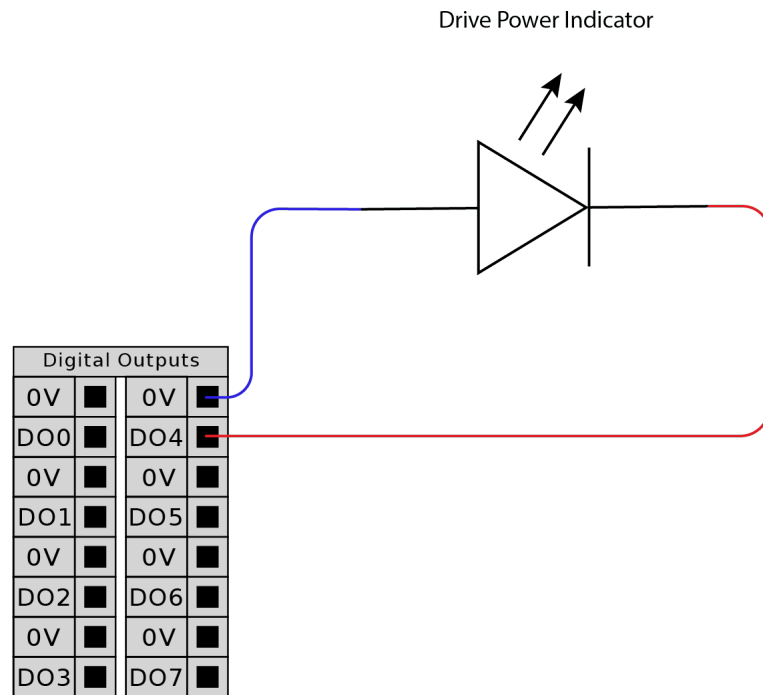 Drive Power Indicator
Digital Outputs
0V 0V
DO0 DO4
0V 0V
DO1 DO5
0V 0V
DO2 DO6
0V 0V
DO3 DO7